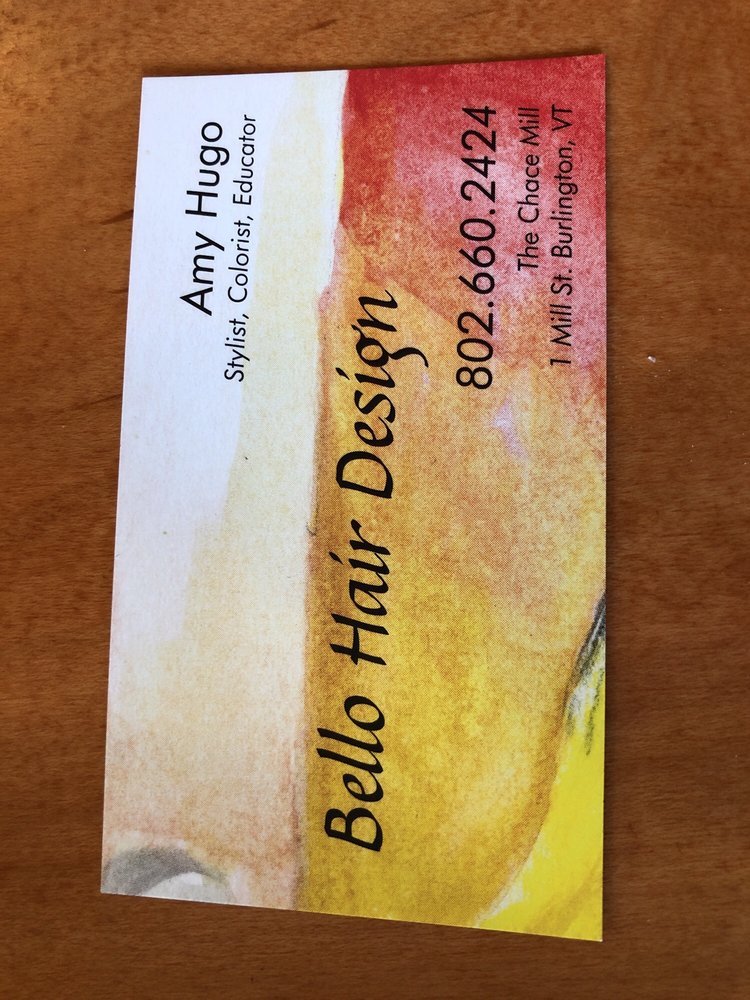 Amy Hugo
Stylist, Colorist, Educator
Bello Hair Design
802.660.2424
The Chace Mill
1 Mill St. Burlington, VT